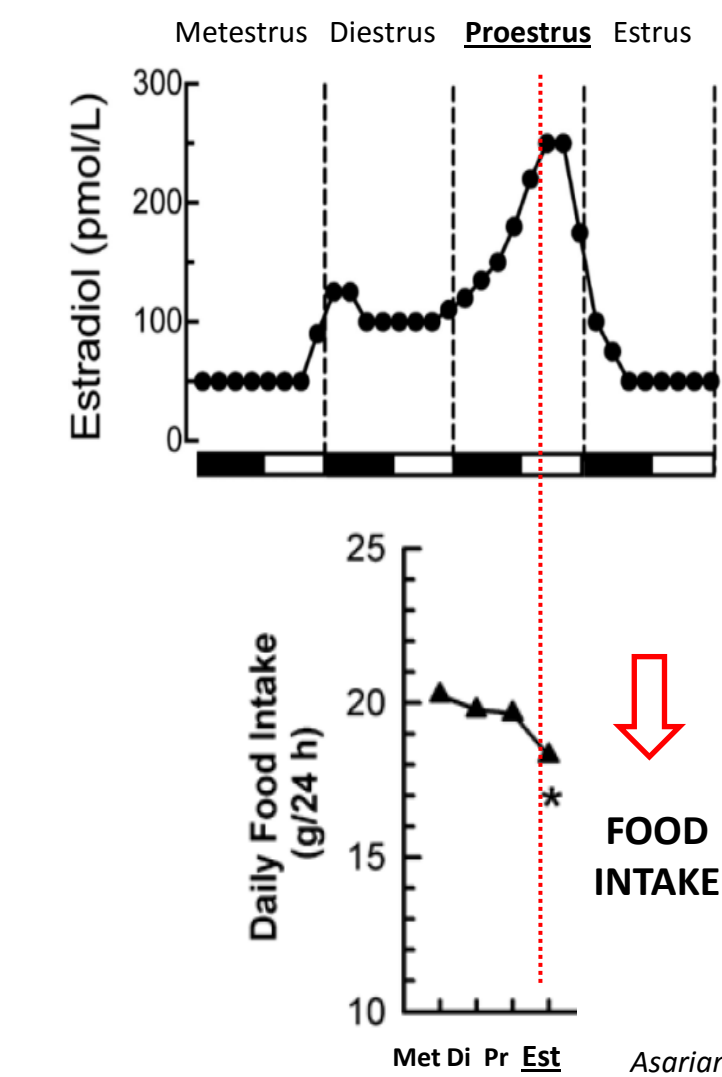 Metestrus Diestrus Proestrus Estrus
Estradiol (pmol/L)
300
200
100
0
Daily Food Intake
(g/24 h)
25
20
15
10
*
FOOD
INTAKE
Met Di Pr Est
Asarian